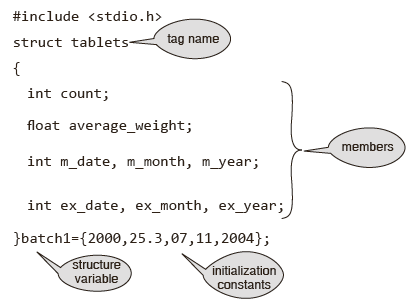 #include <stdio.h>
struct tablets
tag name
{
int count;
float average_weight;
int m_date, m_month, m_year;
members
int ex_date, ex_month, ex_year;
}batch1={2000,25.3,07,11,2004};
structure
variable
initialization
constants